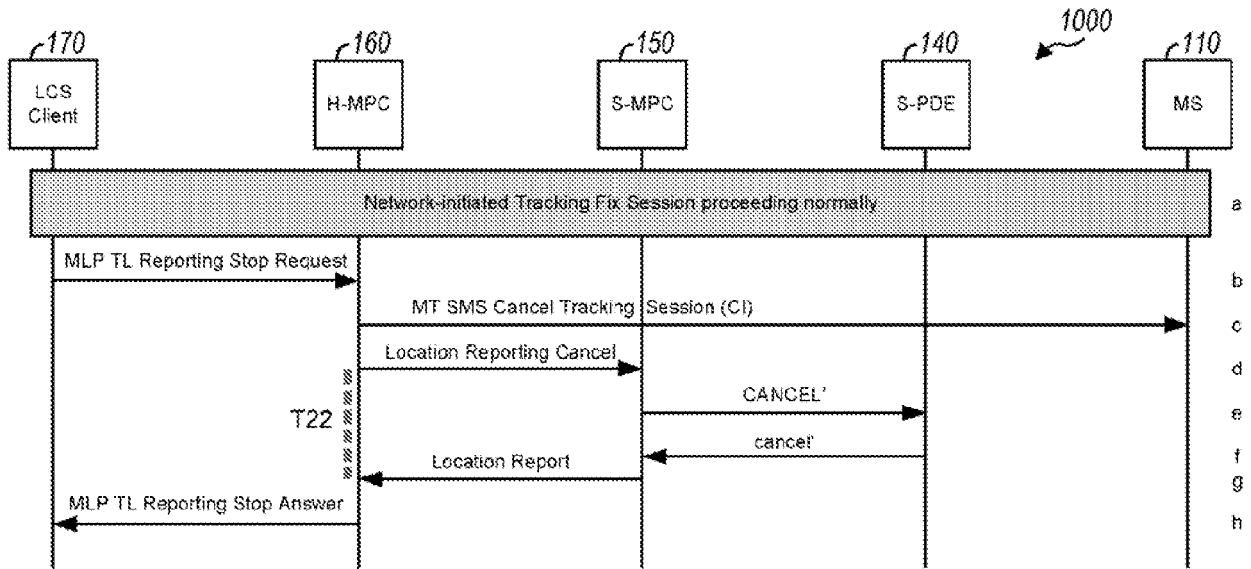 1000
170
160
150
140
110
LCS
Client
H-MPC
S-MPC
S-PDE
MS
Network-initiated Tracking Fix Session proceeding normally
a
MLP TL Reporting Stop Request
b
MT SMS Cancel Tracking Session (CI)
c
Location Reporting Cancel
d
T22
CANCEL'
e
cancel'
f
Location Report
g
MLP TL Reporting Stop Answer
h